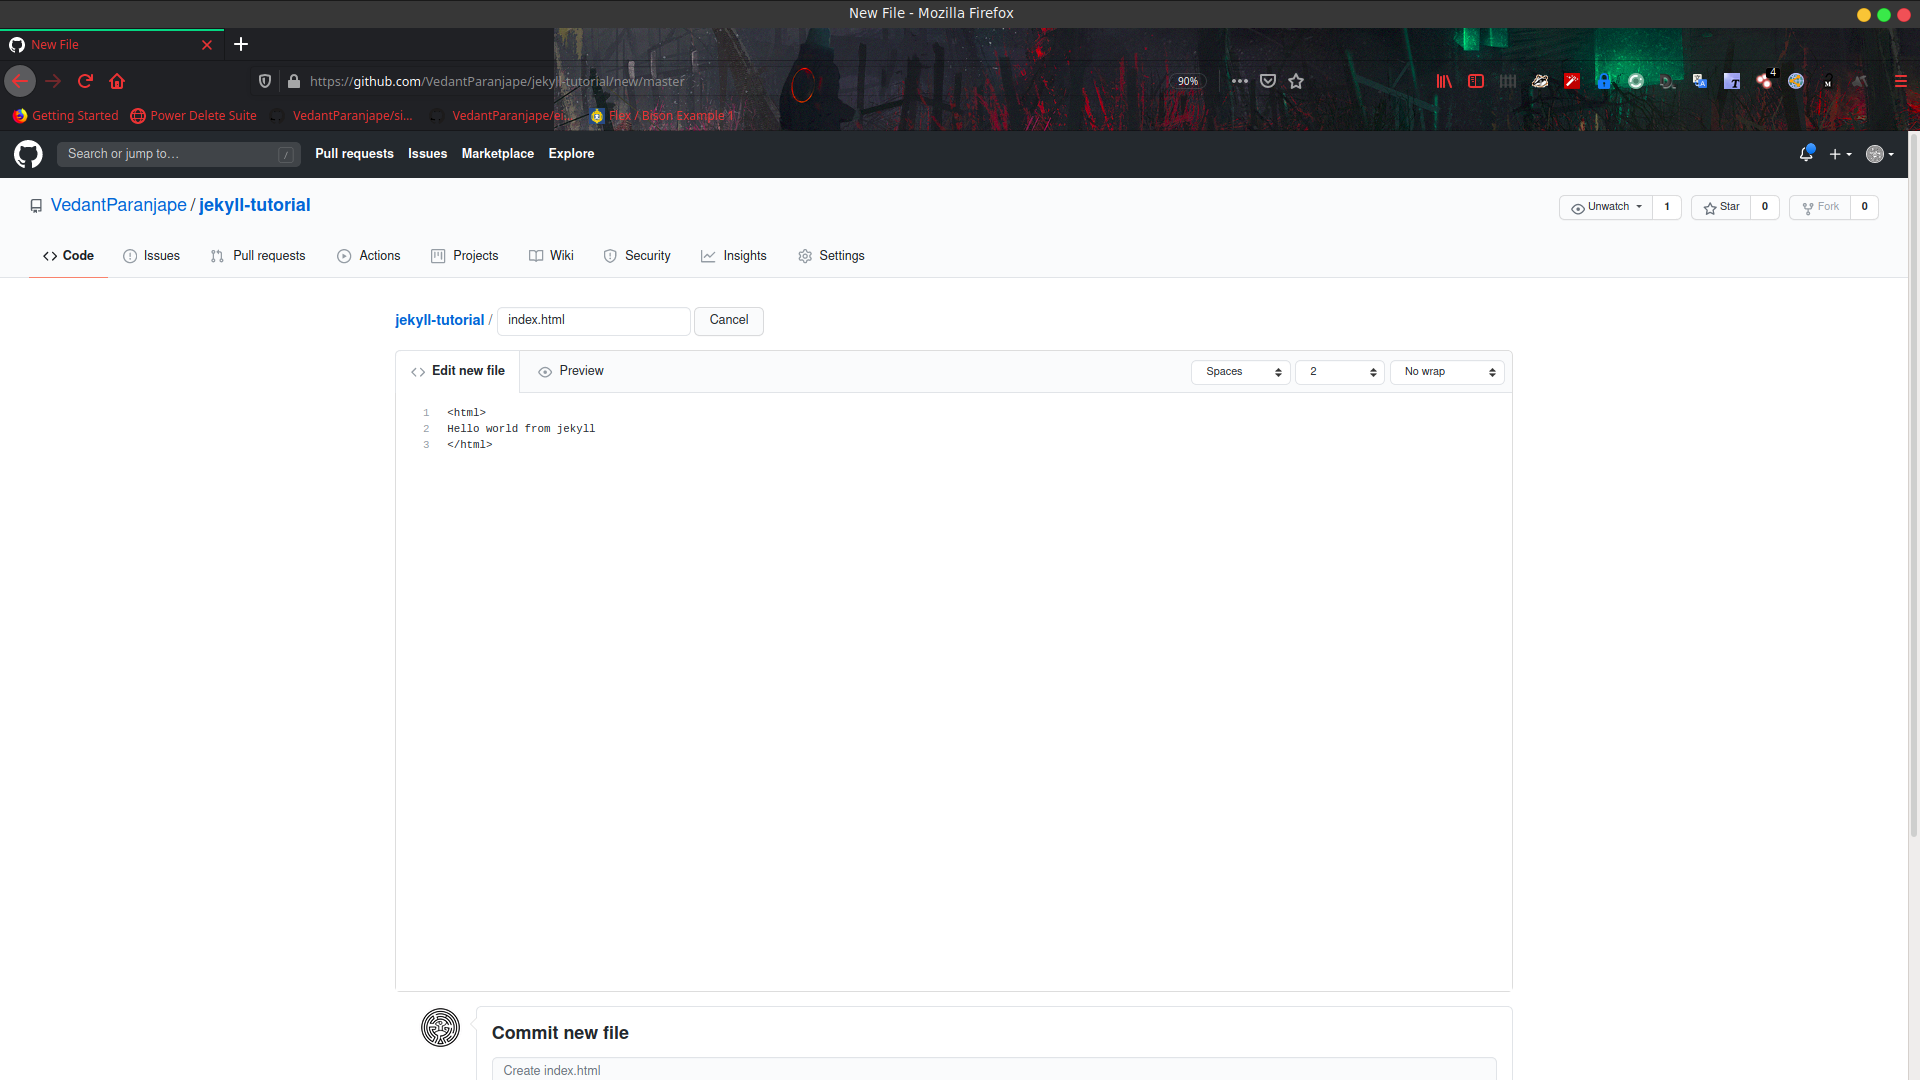 New File - Mozilla Firefox
New File
https://github.com/VedantParanjape/jekyll-tutorial/new/master 90% 4
Getting Started Power Delete Suite VedantParanjape/si... VedantParanjape/ei... Flex / Bison Example 1
Search or jump to… / Pull requests Issues Marketplace Explore
VedantParanjape / jekyll-tutorial Unwatch 1 Star 0 Fork 0
Code Issues Pull requests Actions Projects Wiki Security Insights Settings
jekyll-tutorial / index.html Cancel
Edit new file Preview Spaces 2 No wrap
1 <html>
2 Hello world from jekyll
3 </html>
Commit new file
Create index.html